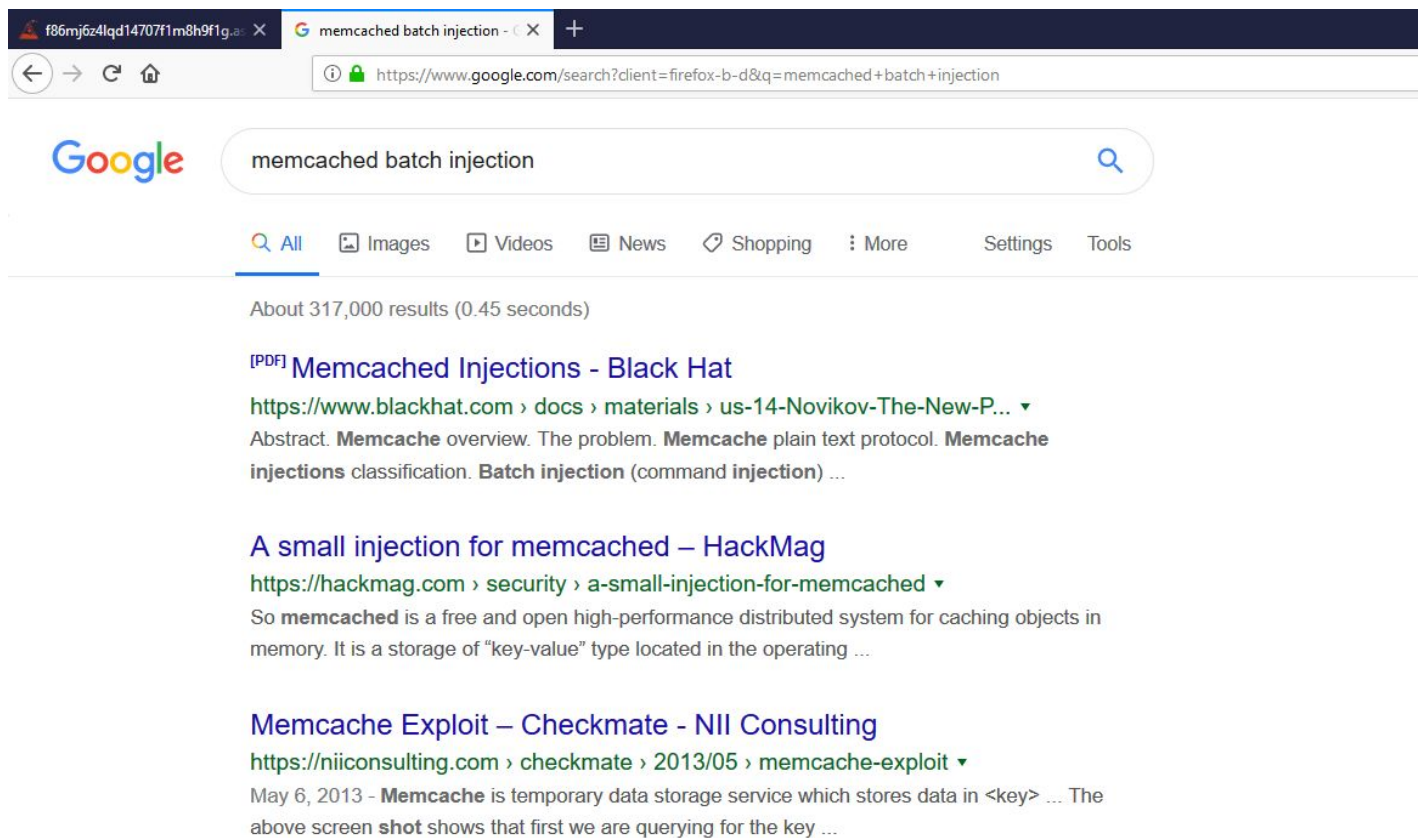 f86mj6z4lqd14707f1m8h9f1g.as
memcached batch injection - G
https://www.google.com/search?client=firefox-b-d&q=memcached+batch+injection
Google
memcached batch injection
All Images Videos News Shopping More Settings Tools
About 317,000 results (0.45 seconds)
[PDF] Memcached Injections - Black Hat
https://www.blackhat.com › docs › materials › us-14-Novikov-The-New-P...
Abstract. Memcache overview. The problem. Memcache plain text protocol. Memcache
injections classification. Batch injection (command injection) ...
A small injection for memcached – HackMag
https://hackmag.com › security › a-small-injection-for-memcached
So memcached is a free and open high-performance distributed system for caching objects in
memory. It is a storage of “key-value” type located in the operating ...
Memcache Exploit – Checkmate - NII Consulting
https://niiconsulting.com › checkmate › 2013/05 › memcache-exploit
May 6, 2013 - Memcache is temporary data storage service which stores data in <key> ... The
above screen shot shows that first we are querying for the key ...